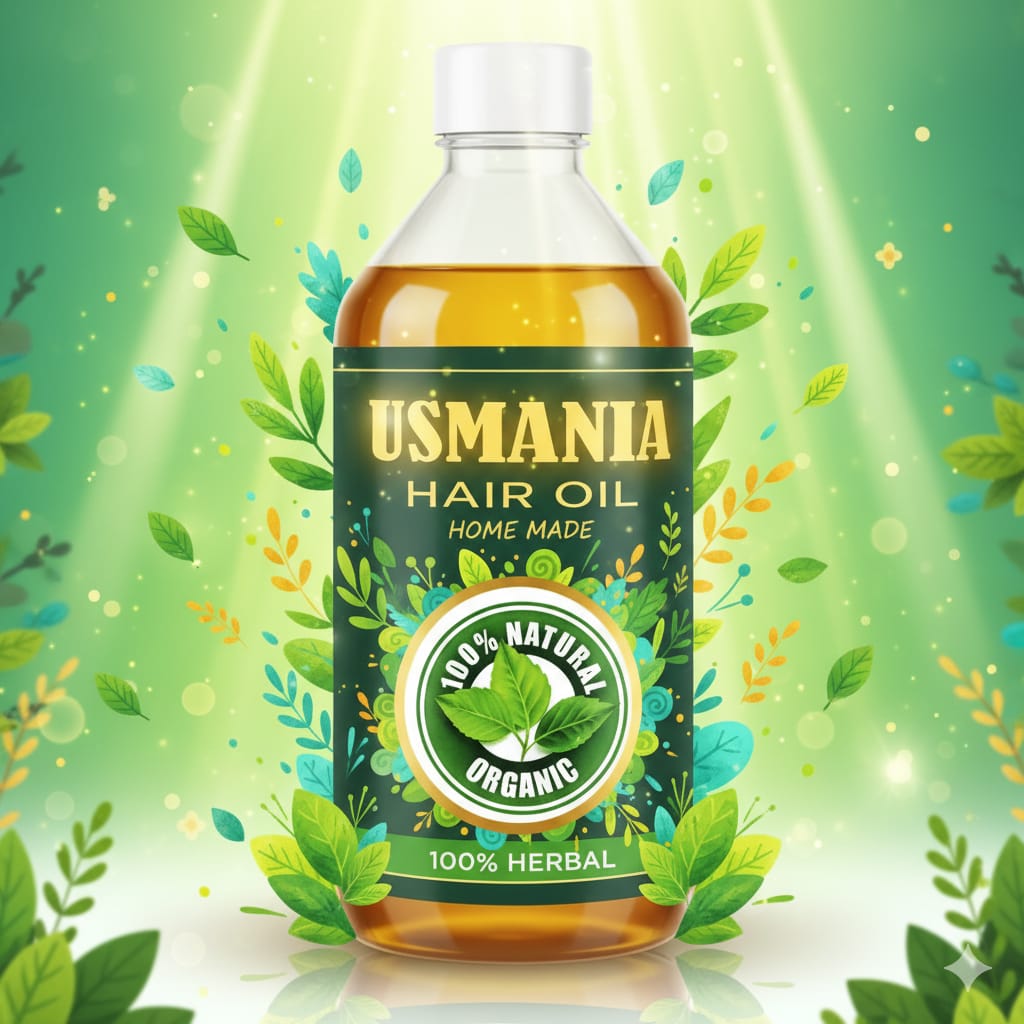 USMANIA
HAIR OIL
HOME MADE
100% NATURAL
ORGANIC
100% HERBAL